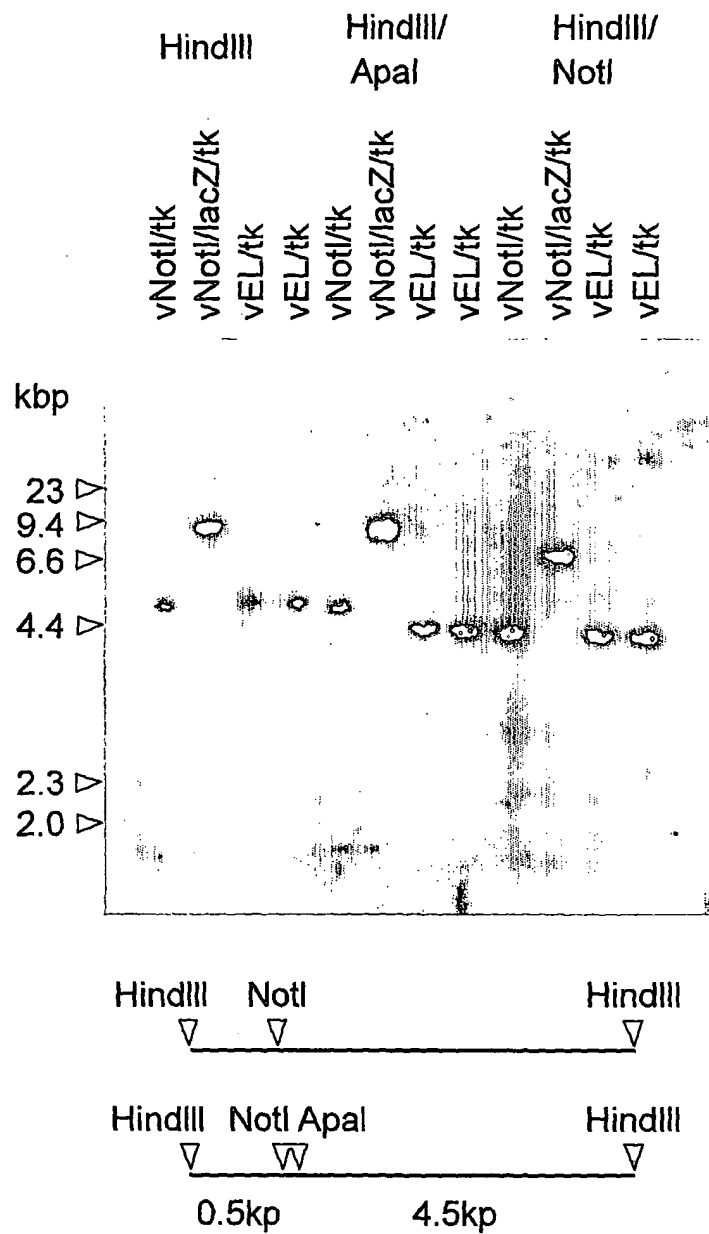 HindIII
HindIII/
ApaI
HindIII/
NotI
vNotI/tk
vNotI/lacZ/tk
vEL/tk
vEL/tk
vNotI/tk
vNotI/lacZ/tk
vEL/tk
vEL/tk
vNotI/tk
vNotI/lacZ/tk
vEL/tk
vEL/tk
kbp
23
9.4
6.6
4.4
2.3
2.0
HindIII NotI HindIII
HindIII NotI ApaI HindIII
0.5kp 4.5kp